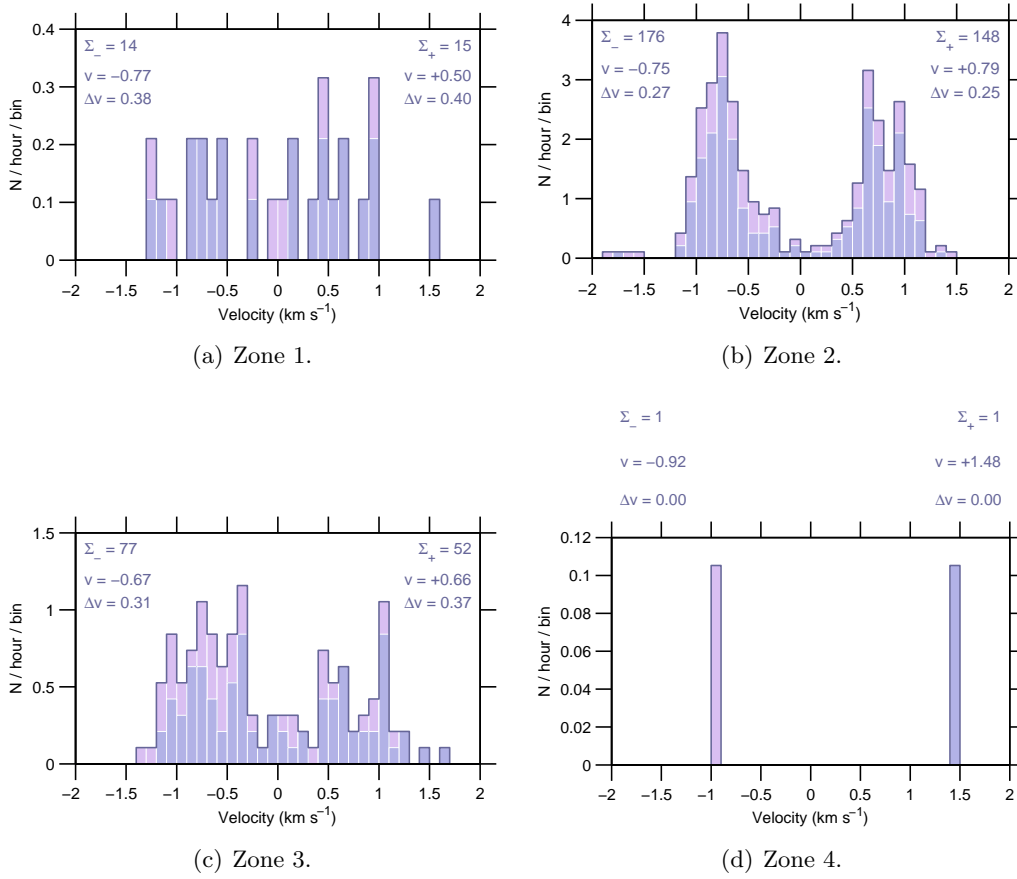 Σ₋ = 14
Σ₊ = 15
v = −0.77
v = +0.50
Δv = 0.38
Δv = 0.40
0.4
0.3
0.2
0.1
0
N / hour / bin
−2 −1.5 −1 −0.5 0 0.5 1 1.5 2
Velocity (km s⁻¹)
(a) Zone 1.
Σ₋ = 176
Σ₊ = 148
v = −0.75
v = +0.79
Δv = 0.27
Δv = 0.25
4
3
2
1
0
N / hour / bin
−2 −1.5 −1 −0.5 0 0.5 1 1.5 2
Velocity (km s⁻¹)
(b) Zone 2.
Σ₋ = 77
Σ₊ = 52
v = −0.67
v = +0.66
Δv = 0.31
Δv = 0.37
1.5
1
0.5
0
N / hour / bin
−2 −1.5 −1 −0.5 0 0.5 1 1.5 2
Velocity (km s⁻¹)
(c) Zone 3.
Σ₋ = 1
Σ₊ = 1
v = −0.92
v = +1.48
Δv = 0.00
Δv = 0.00
0.12
0.1
0.08
0.06
0.04
0.02
0
N / hour / bin
−2 −1.5 −1 −0.5 0 0.5 1 1.5 2
Velocity (km s⁻¹)
(d) Zone 4.